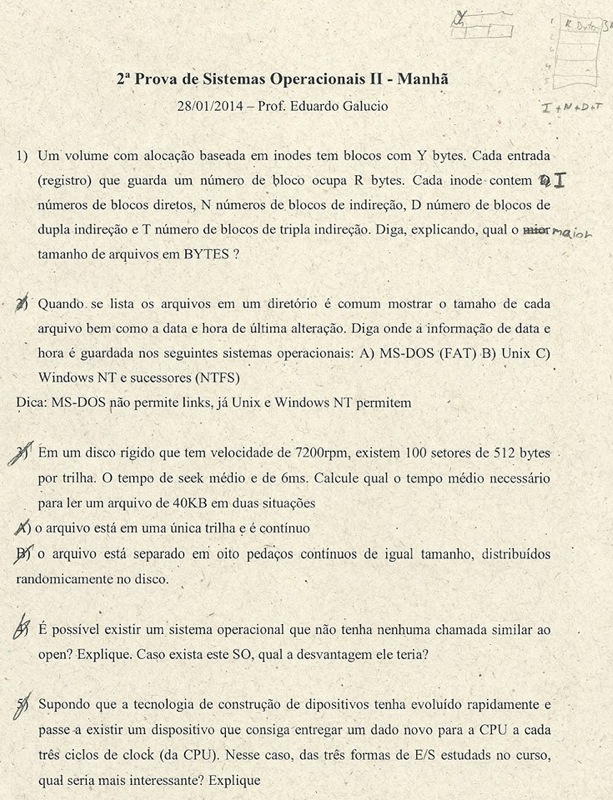 1 R Dutos
2
3
4
5
I + N + D + T
2ª Prova de Sistemas Operacionais II - Manhã
28/01/2014 – Prof. Eduardo Galucio
1) Um volume com alocação baseada em inodes tem blocos com Y bytes. Cada entrada
(registro) que guarda um número de bloco ocupa R bytes. Cada inode contem I
números de blocos diretos, N números de blocos de indireção, D número de blocos de
dupla indireção e T número de blocos de tripla indireção. Diga, explicando, qual o maior
tamanho de arquivos em BYTES ?
2) Quando se lista os arquivos em um diretório é comum mostrar o tamaho de cada
arquivo bem como a data e hora de última alteração. Diga onde a informação de data e
hora é guardada nos seguintes sistemas operacionais: A) MS-DOS (FAT) B) Unix C)
Windows NT e sucessores (NTFS)
Dica: MS-DOS não permite links, já Unix e Windows NT permitem
3) Em um disco rígido que tem velocidade de 7200rpm, existem 100 setores de 512 bytes
por trilha. O tempo de seek médio e de 6ms. Calcule qual o tempo médio necessário
para ler um arquivo de 40KB em duas situações
A) o arquivo está em uma única trilha e é contínuo
B) o arquivo está separado em oito pedaços contínuos de igual tamanho, distribuídos
randomicamente no disco.
4) É possível existir um sistema operacional que não tenha nenhuma chamada similar ao
open? Explique. Caso exista este SO, qual a desvantagem ele teria?
5) Supondo que a tecnologia de construção de dipositivos tenha evoluído rapidamente e
passe a existir um dispositivo que consiga entregar um dado novo para a CPU a cada
três ciclos de clock (da CPU). Nesse caso, das três formas de E/S estudads no curso,
qual seria mais interessante? Explique